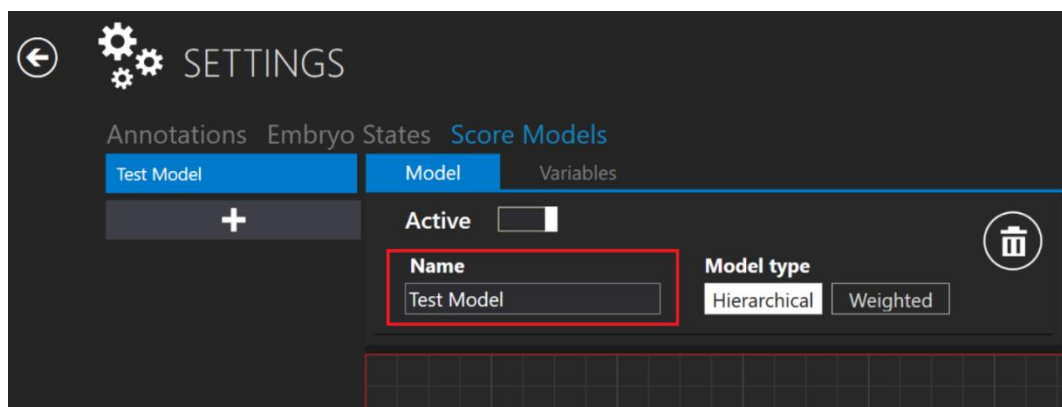 SETTINGS
Annotations Embryo States Score Models
Test Model
Model Variables
Active
Name
Test Model
Model type
Hierarchical Weighted